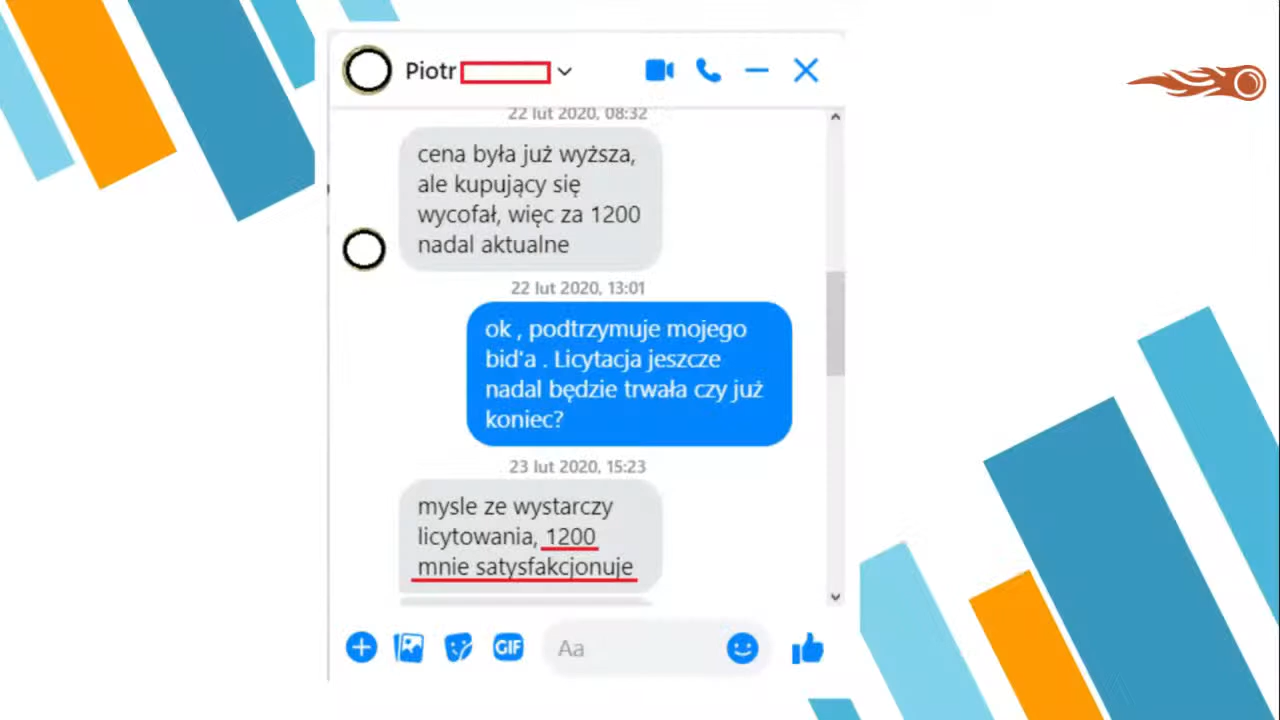 Piotr
22 lut 2020, 08:32
cena była już wyższa,
ale kupujący się
wycofał, więc za 1200
nadal aktualne
22 lut 2020, 13:01
ok , podtrzymuje mojego
bid'a . Licytacja jeszcze
nadal będzie trwała czy już
koniec?
23 lut 2020, 15:23
mysle ze wystarczy
licytowania, 1200
mnie satysfakcjonuje
GIF
Aa